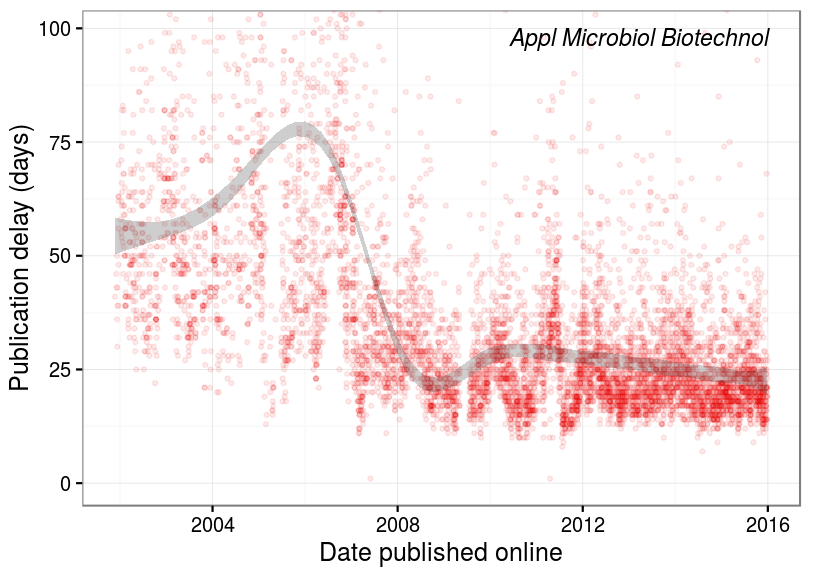 Appl Microbiol Biotechnol
Publication delay (days)
100
75
50
25
0
2004 2008 2012 2016
Date published online